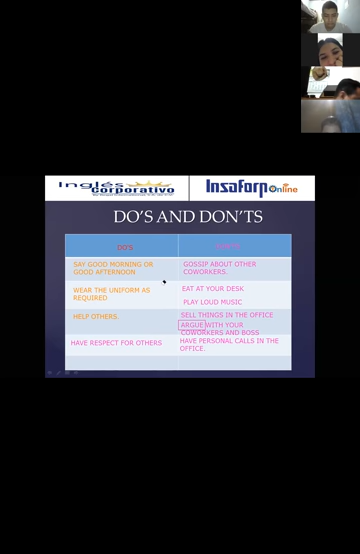 Inglés
corporativo
Insaforp Online
DO'S AND DON'TS
DO'S
SAY GOOD MORNING OR
GOOD AFTERNOON
GOSSIP ABOUT OTHER
COWORKERS.
WEAR THE UNIFORM AS
REQUIRED
EAT AT YOUR DESK
PLAY LOUD MUSIC
HELP OTHERS.
SELL THINGS IN THE OFFICE
ARGUE WITH YOUR
COWORKERS AND BOSS
HAVE RESPECT FOR OTHERS
HAVE PERSONAL CALLS IN THE
OFFICE.